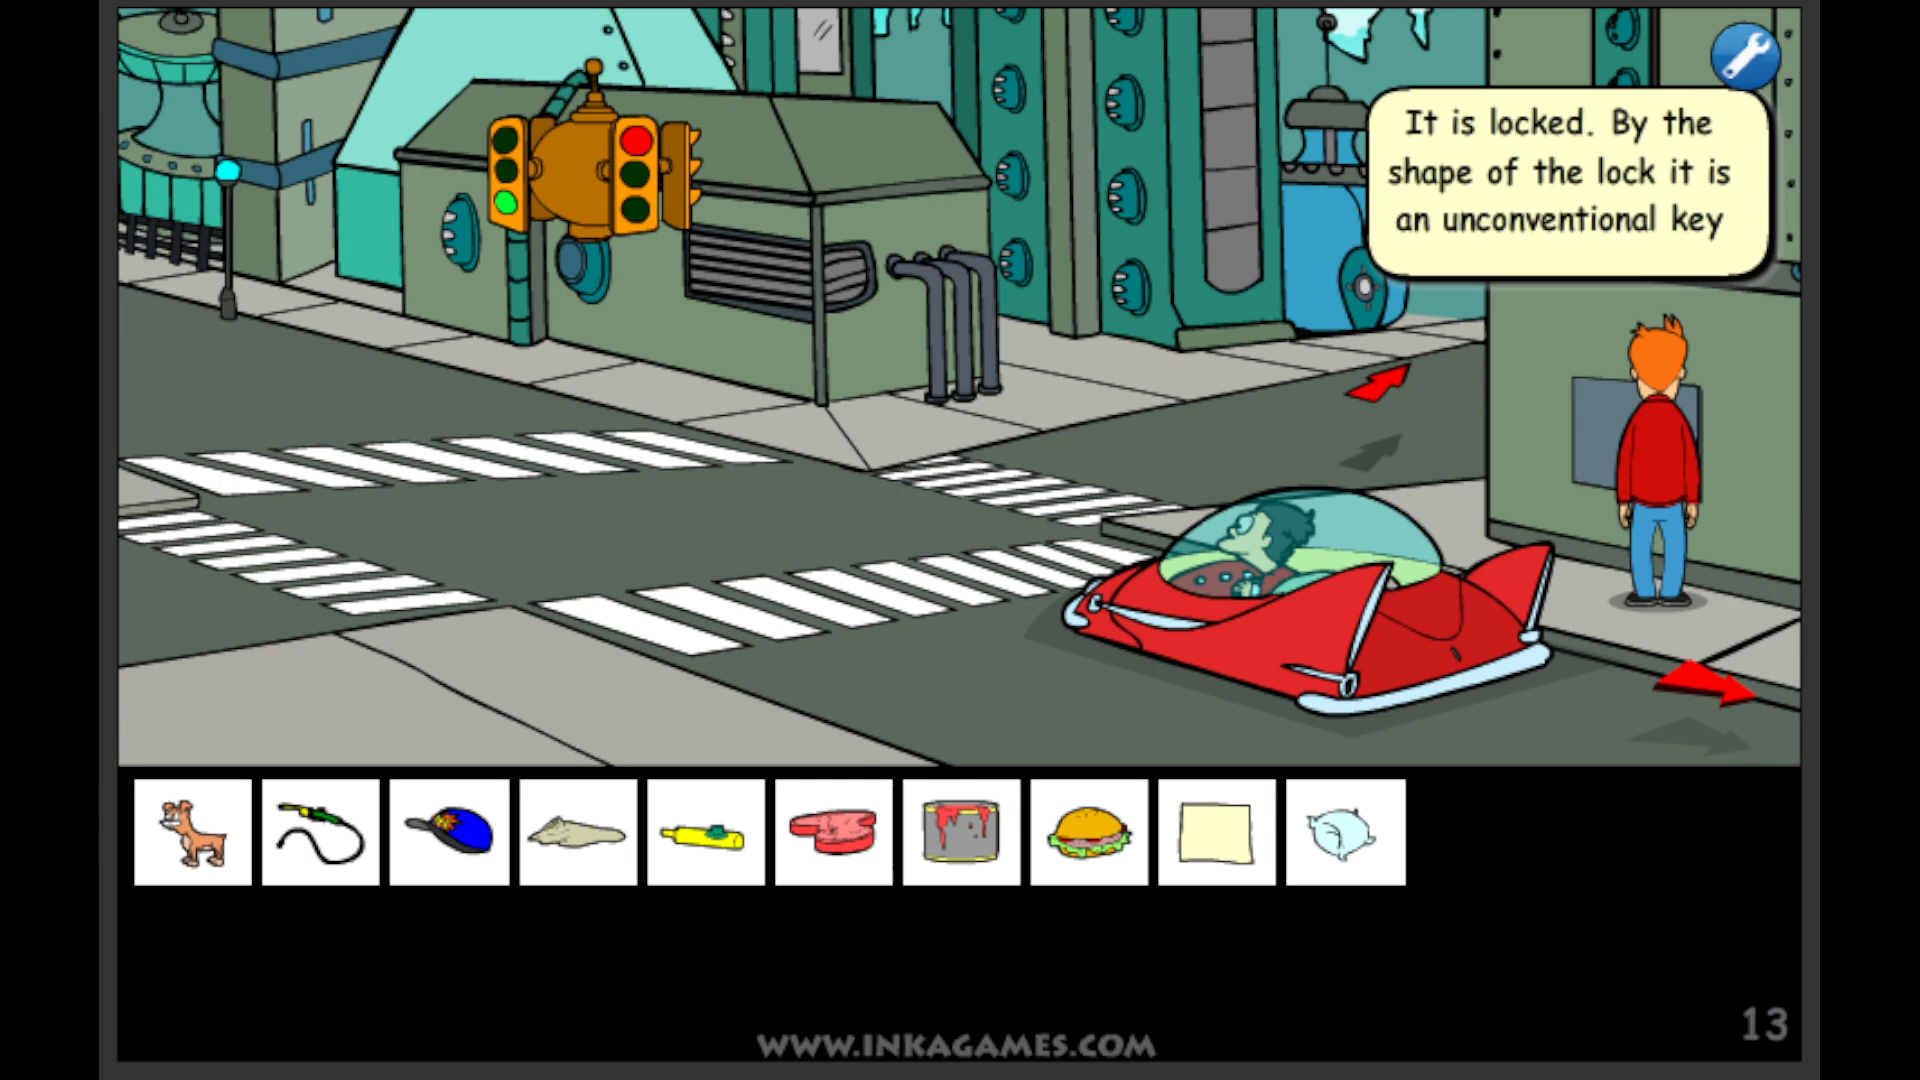 It is locked. By the
shape of the lock it is
an unconventional key
13
WWW.INKAGAMES.COM